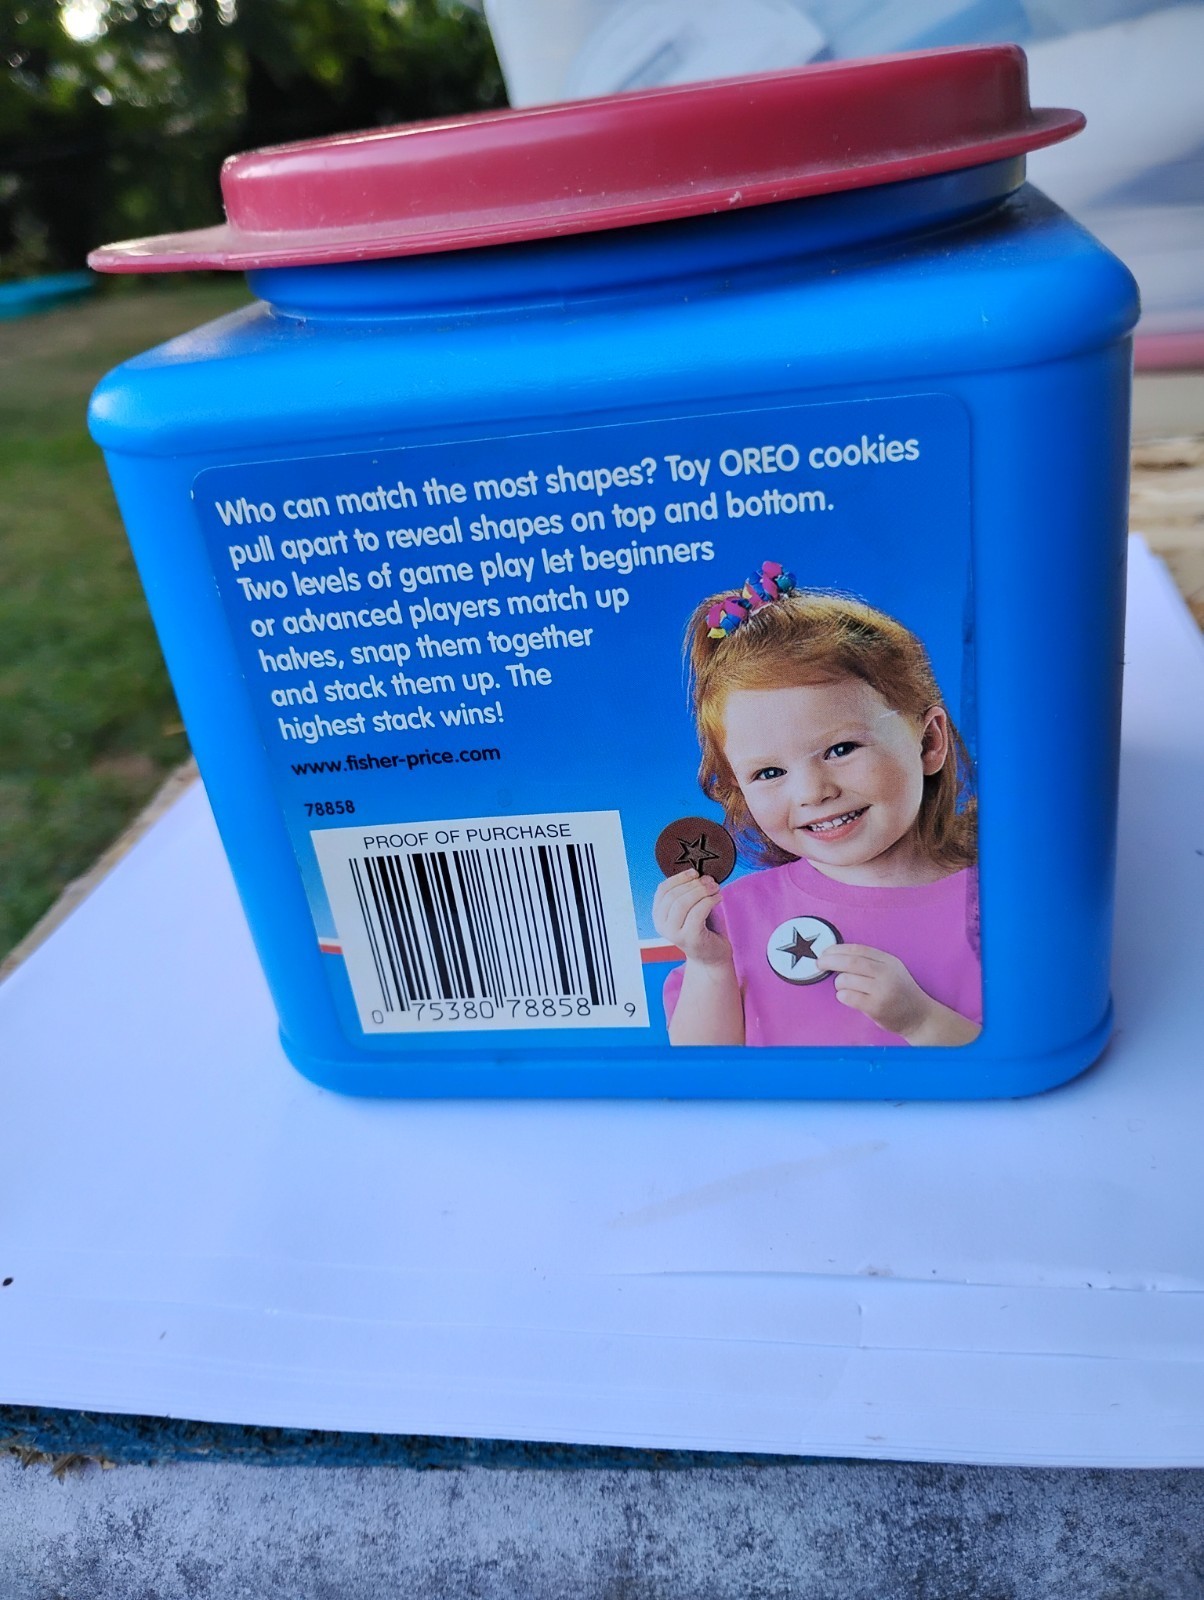 Who can match the most shapes? Toy OREO cookies
pull apart to reveal shapes on top and bottom.
Two levels of game play let beginners
or advanced players match up
halves, snap them together
and stack them up. The
highest stack wins!
www.fisher-price.com
78858
PROOF OF PURCHASE
0 75380 78858 9